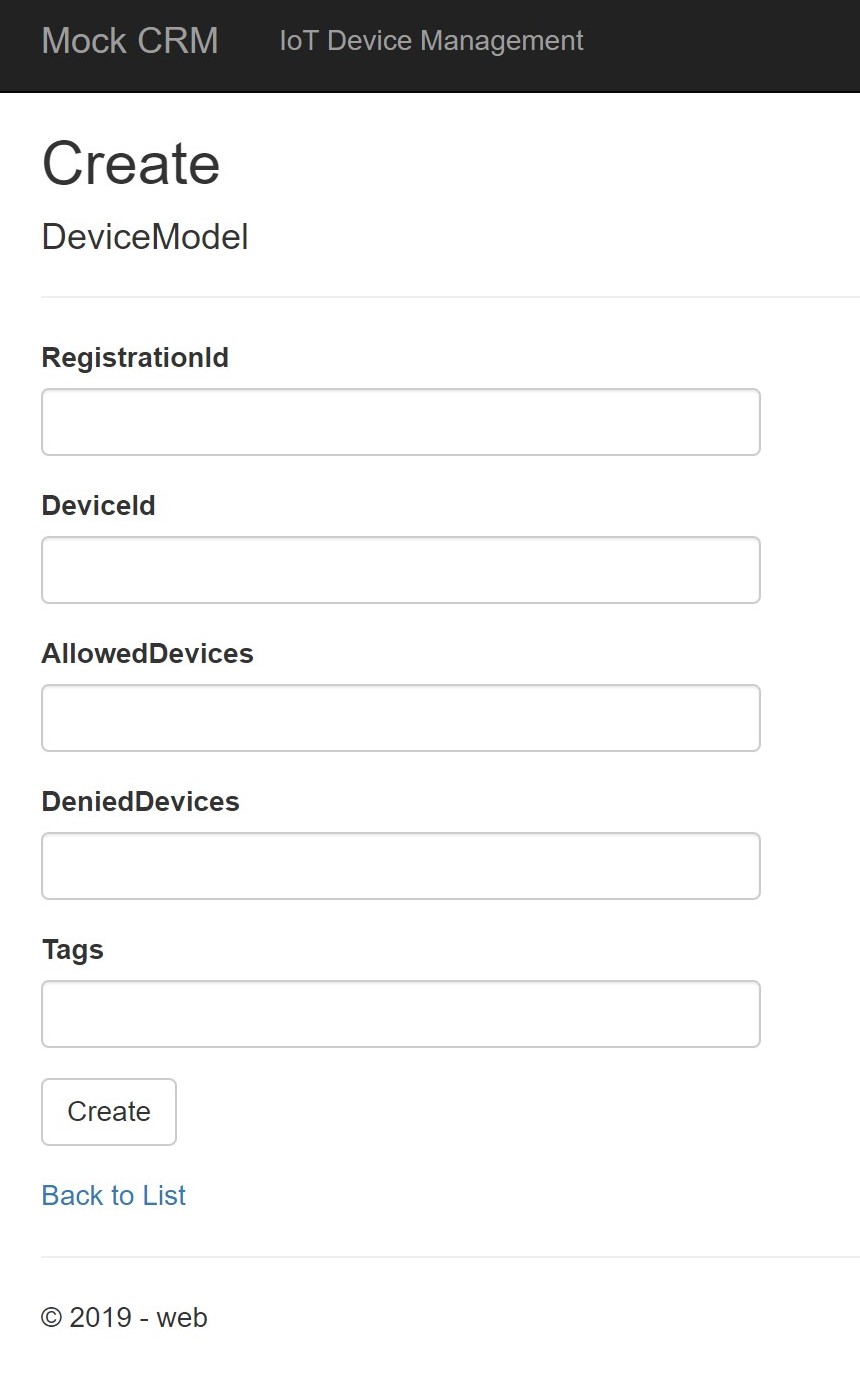 Mock CRM IoT Device Management
Create
DeviceModel
RegistrationId
DeviceId
AllowedDevices
DeniedDevices
Tags
Create
Back to List
© 2019 - web